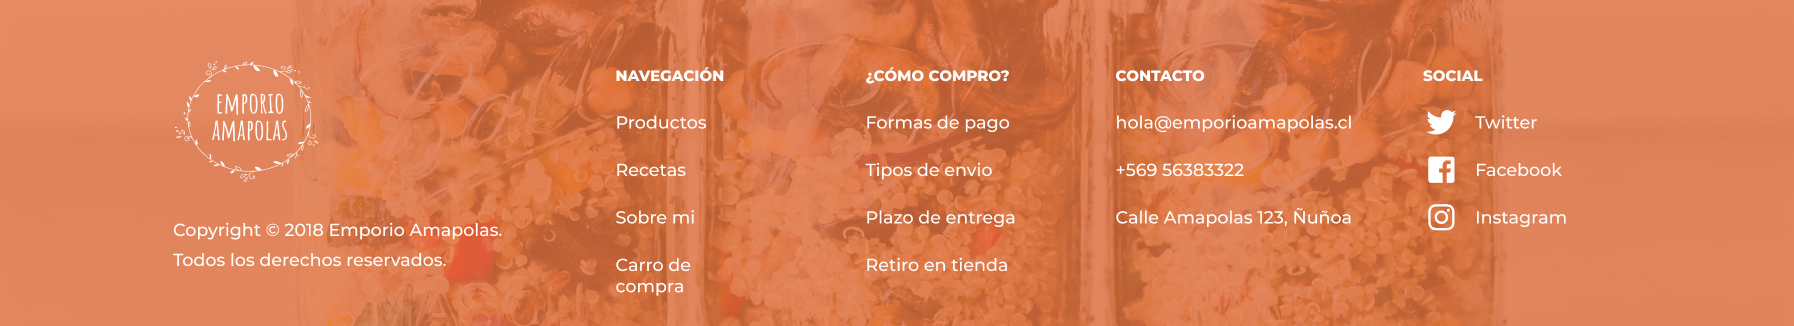 EMPORIO
AMAPOLAS
Copyright © 2018 Emporio Amapolas.
Todos los derechos reservados.
NAVEGACIÓN
Productos
Recetas
Sobre mi
Carro de
compra
¿CÓMO COMPRO?
Formas de pago
Tipos de envio
Plazo de entrega
Retiro en tienda
CONTACTO
hola@emporioamapolas.cl
+569 56383322
Calle Amapolas 123, Ñuñoa
SOCIAL
Twitter
Facebook
Instagram